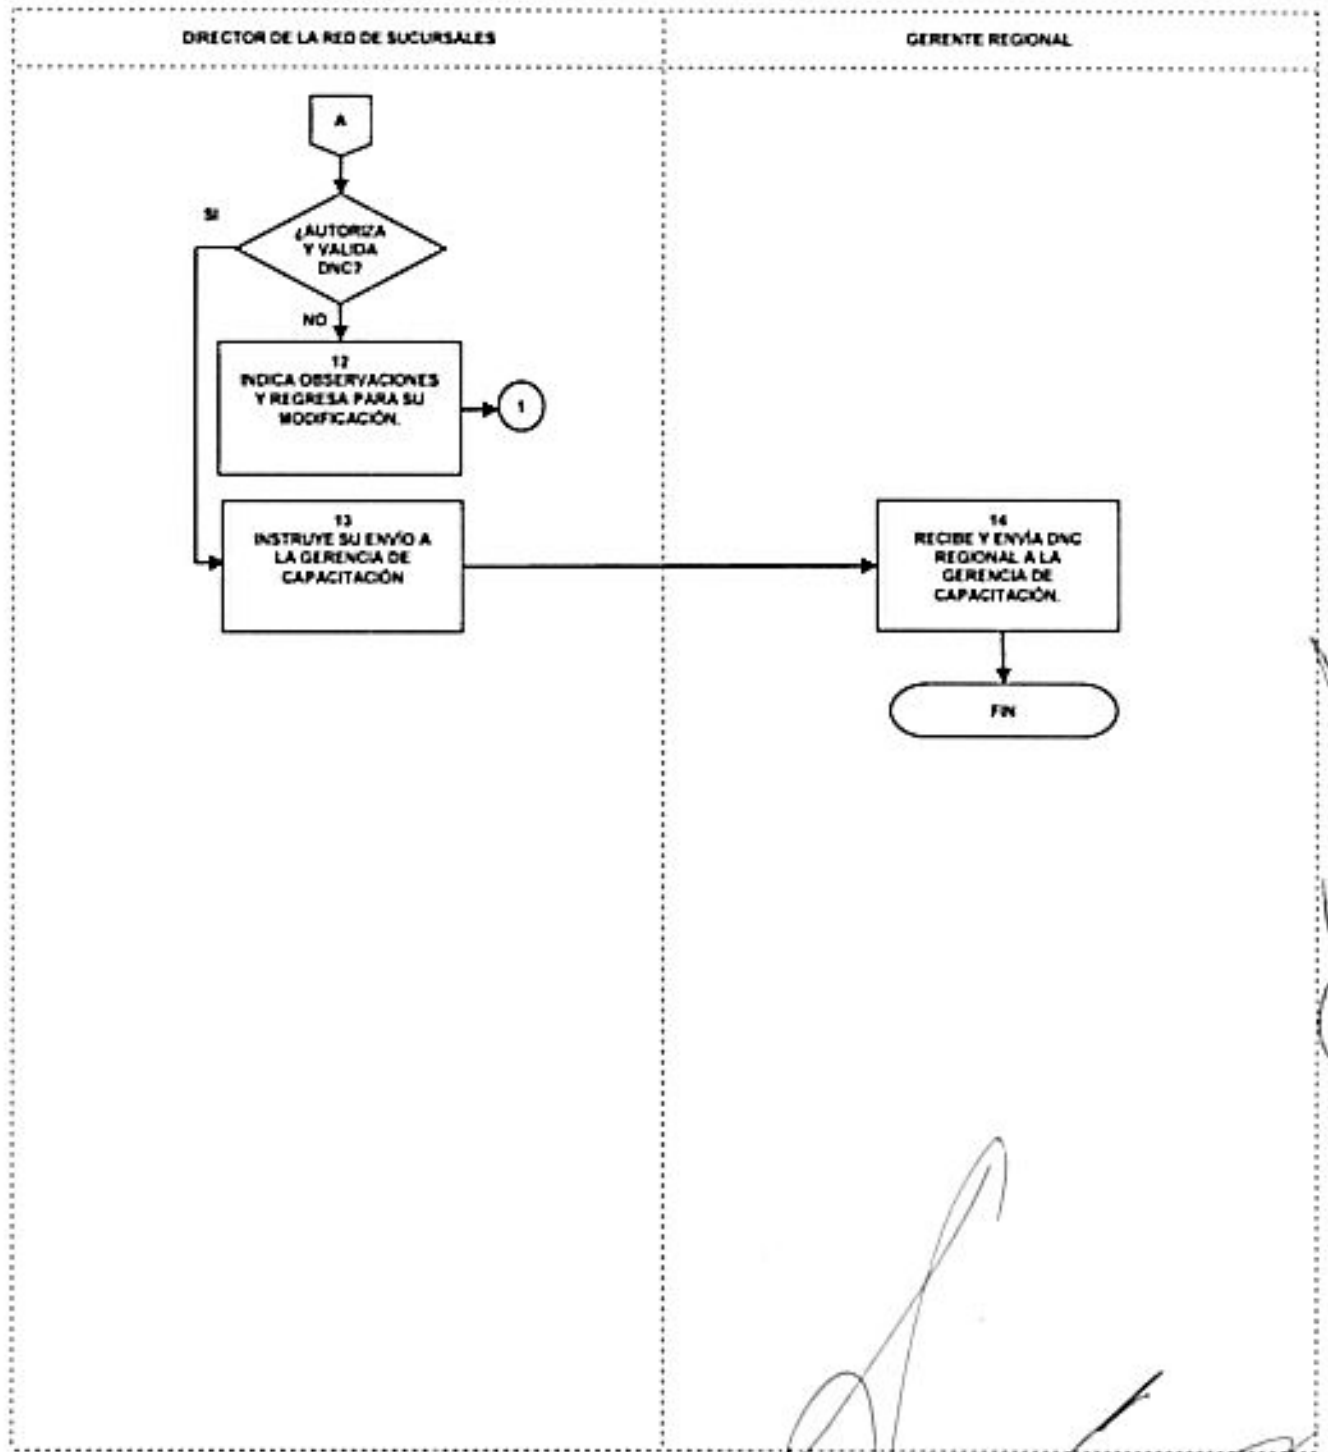 DIRECTOR DE LA RED DE SUCURSALES
GERENTE REGIONAL
A
SI
¿AUTORIZA
Y VALIDA
DNC?
NO
12
INDICA OBSERVACIONES
Y REGRESA PARA SU
MODIFICACIÓN.
1
13
INSTRUYE SU ENVÍO A
LA GERENCIA DE
CAPACITACIÓN
14
RECIBE Y ENVÍA DNC
REGIONAL A LA
GERENCIA DE
CAPACITACIÓN.
FIN